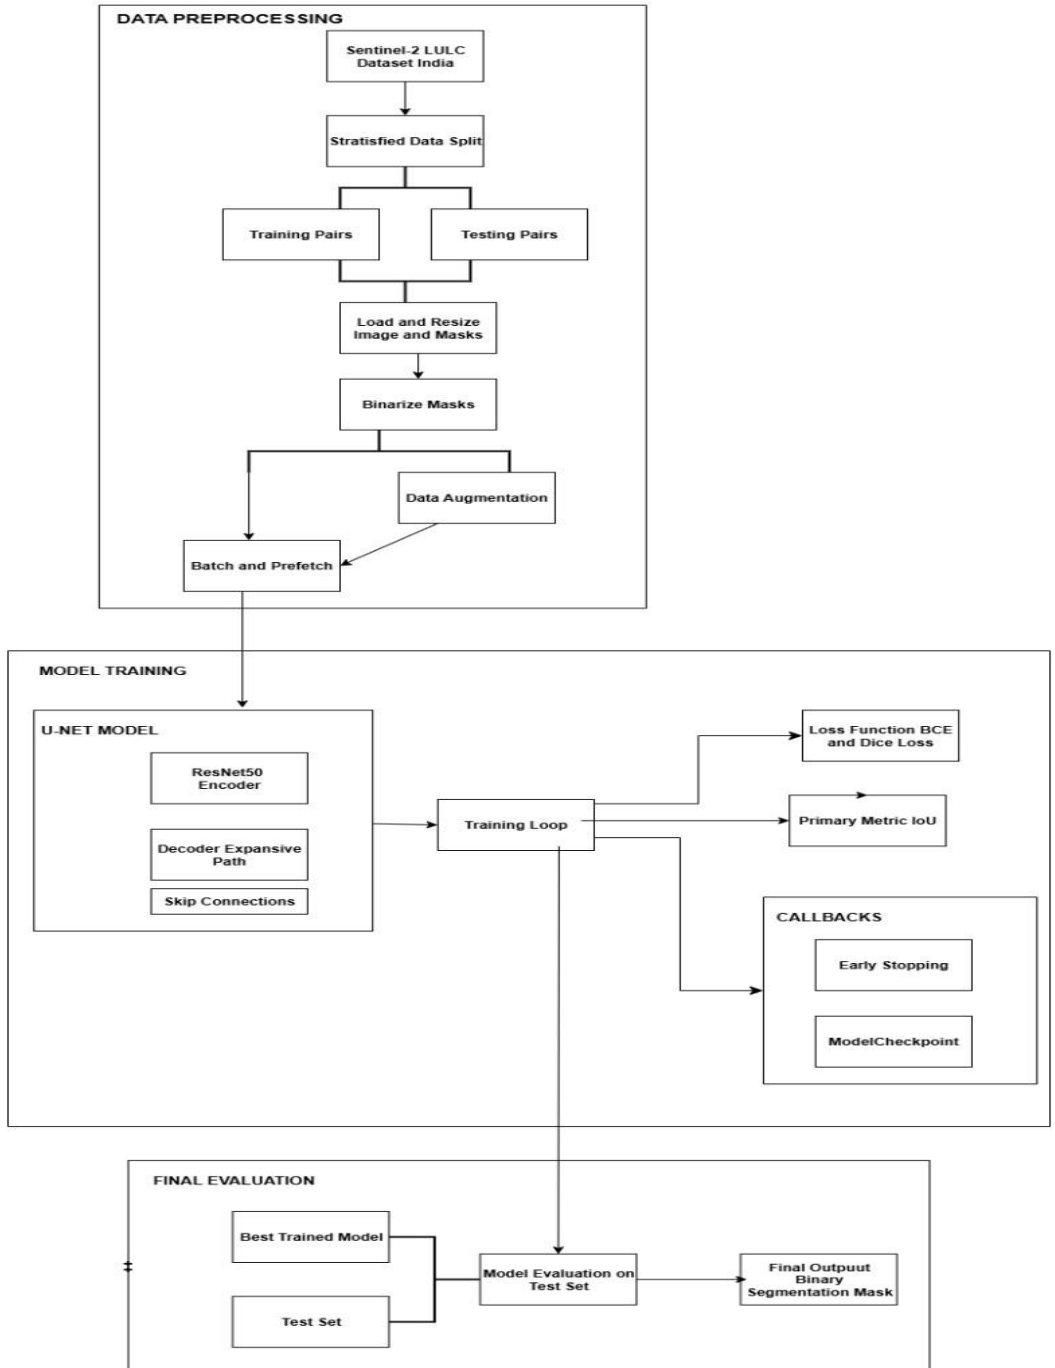 DATA PREPROCESSING
Sentinel-2 LULC
Dataset India
Stratisfied Data Split
Training Pairs
Testing Pairs
Load and Resize
Image and Masks
Binarize Masks
Data Augmentation
Batch and Prefetch
MODEL TRAINING
U-NET MODEL
ResNet50
Encoder
Decoder Expansive
Path
Skip Connections
Training Loop
Loss Function BCE
and Dice Loss
Primary Metric IoU
CALLBACKS
Early Stopping
ModelCheckpoint
FINAL EVALUATION
Best Trained Model
Test Set
Model Evaluation on
Test Set
Final Outpuut
Binary
Segmentation Mask